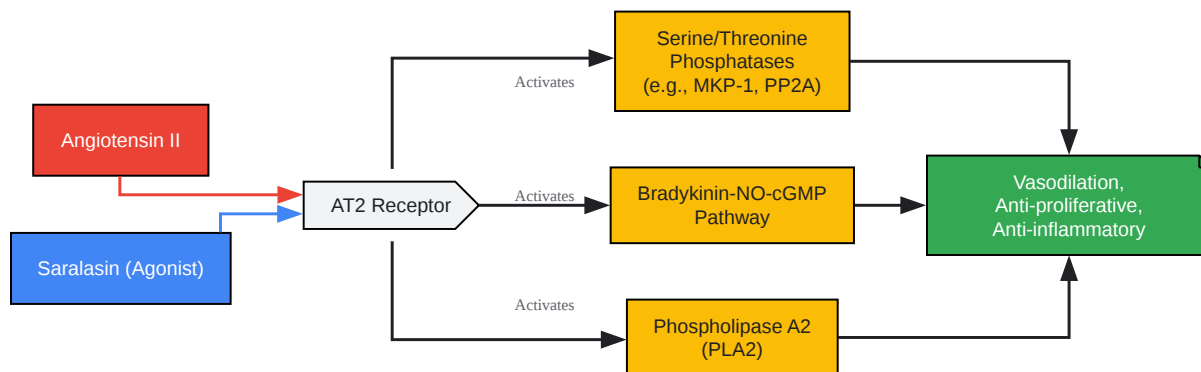 Serine/Threonine
Phosphatases
(e.g., MKP-1, PP2A)
Activates
Angiotensin II
AT2 Receptor
Activates
Bradykinin-NO-cGMP
Pathway
Vasodilation,
Anti-proliferative,
Anti-inflammatory
Saralasin (Agonist)
Activates
Phospholipase A2
(PLA2)